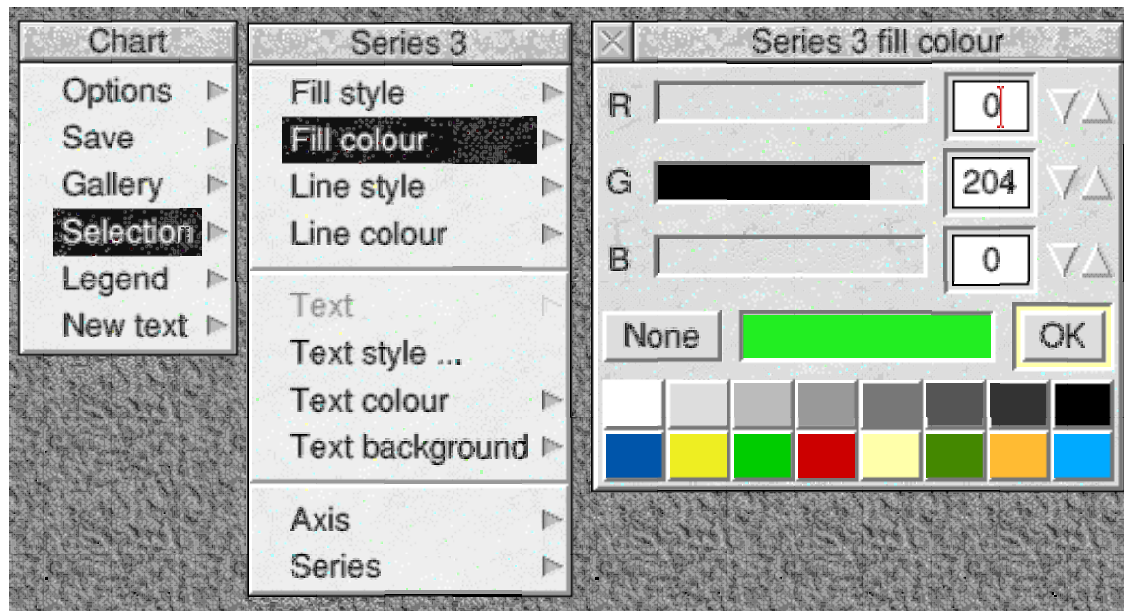 Chart
Options
Save
Gallery
Selection
Legend
New text
Series 3
Fill style
Fill colour
Line style
Line colour
Text
Text style ...
Text colour
Text background
Axis
Series
Series 3 fill colour
R 0
G 204
B 0
None OK